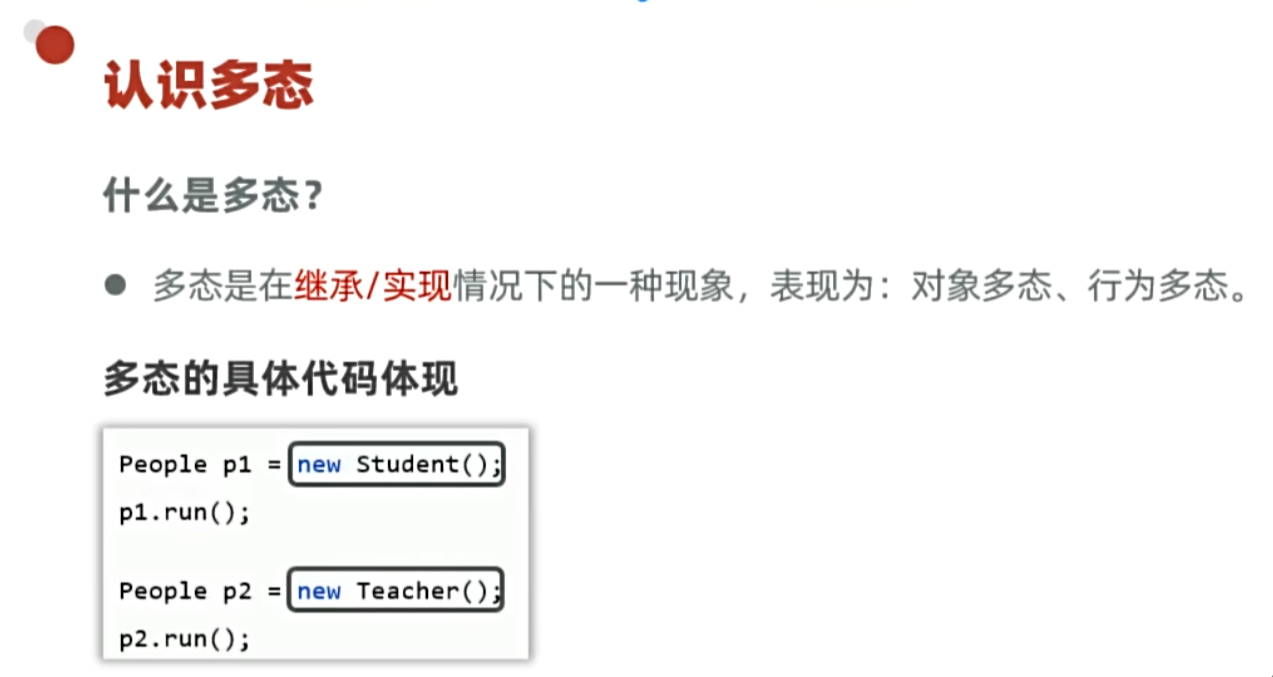 认识多态
什么是多态？
● 多态是在继承/实现情况下的一种现象，表现为：对象多态、行为多态。
多态的具体代码体现
People p1 = new Student();
p1.run();
People p2 = new Teacher();
p2.run();